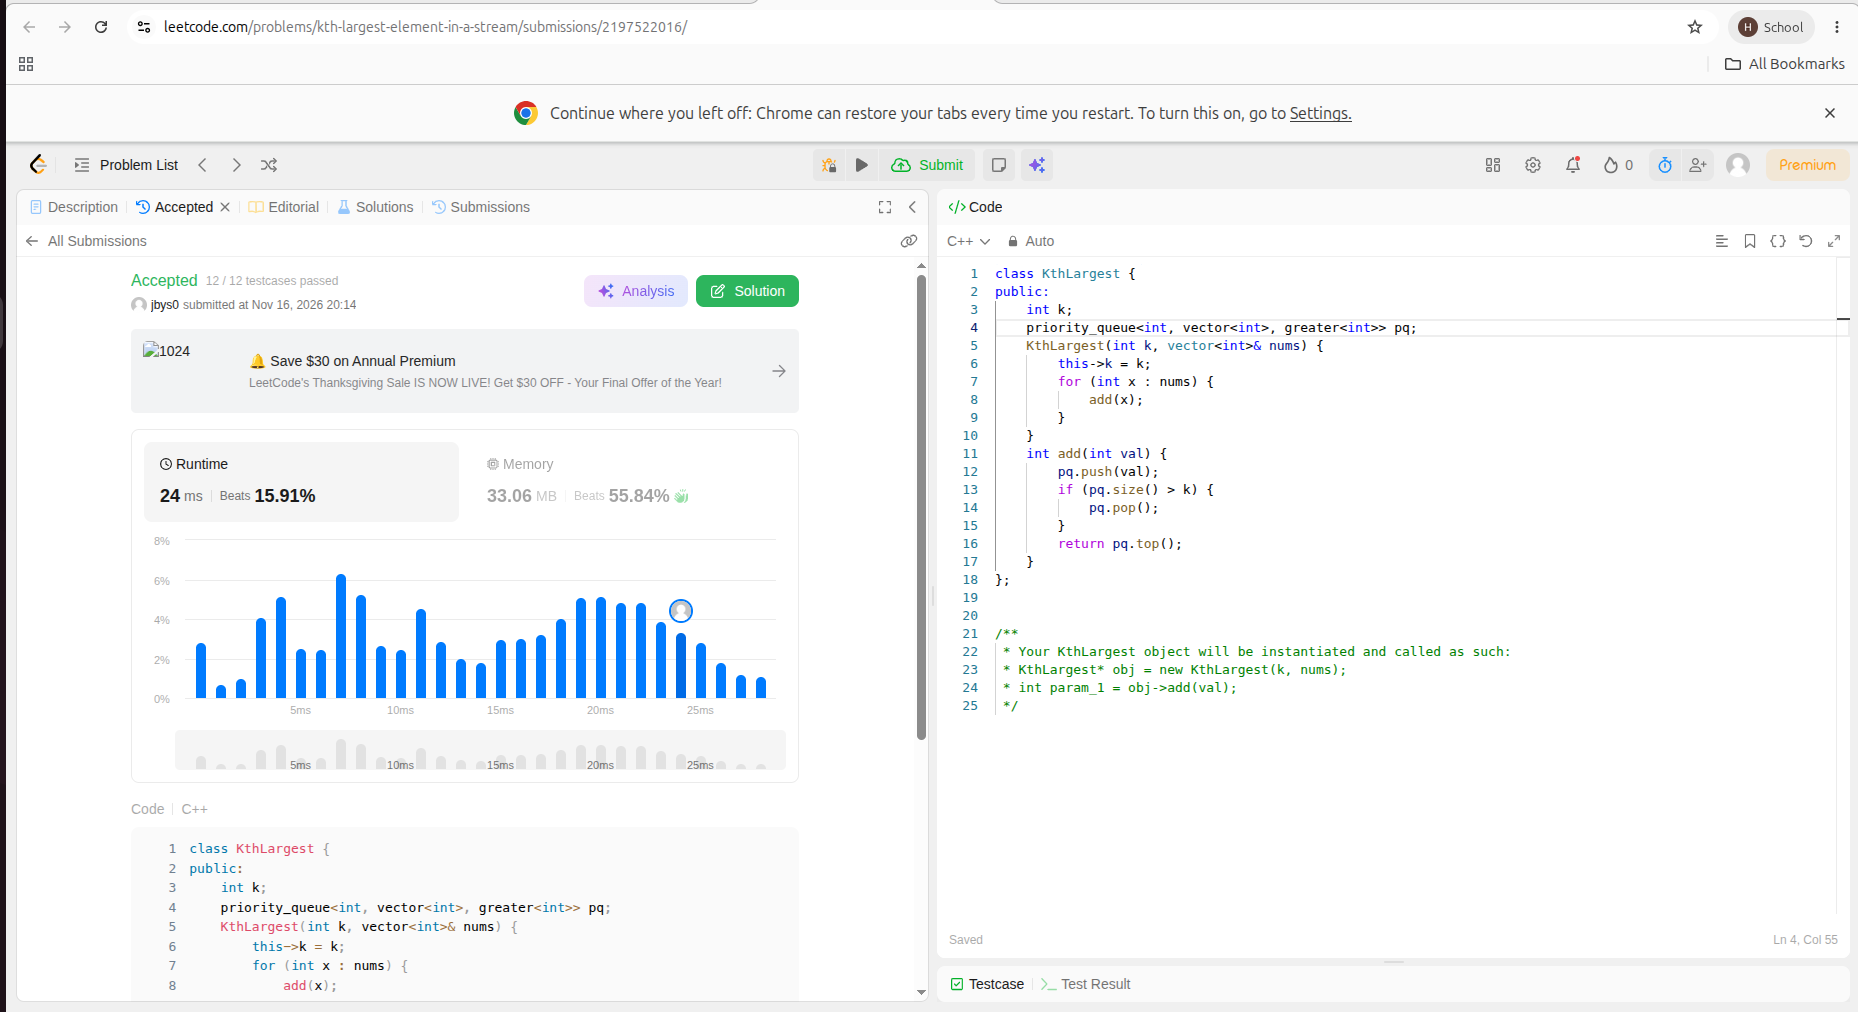 leetcode.com/problems/kth-largest-element-in-a-stream/submissions/2197522016/
H School
All Bookmarks
Continue where you left off: Chrome can restore your tabs every time you restart. To turn this on, go to Settings.
Problem List
Submit
0
Premium
Description
Accepted
Editorial
Solutions
Submissions
All Submissions
Accepted 12 / 12 testcases passed
jbys0 submitted at Nov 16, 2026 20:14
Analysis
Solution
1024
🔔 Save $30 on Annual Premium
LeetCode's Thanksgiving Sale IS NOW LIVE! Get $30 OFF - Your Final Offer of the Year!
Runtime
24 ms Beats 15.91%
Memory
33.06 MB Beats 55.84%
8%
6%
4%
2%
0%
5ms 10ms 15ms 20ms 25ms
5ms 10ms 15ms 20ms 25ms
Code C++
1 class KthLargest {
2 public:
3     int k;
4     priority_queue<int, vector<int>, greater<int>> pq;
5     KthLargest(int k, vector<int>& nums) {
6         this->k = k;
7         for (int x : nums) {
8             add(x);
</> Code
C++ Auto
1 class KthLargest {
2 public:
3     int k;
4     priority_queue<int, vector<int>, greater<int>> pq;
5     KthLargest(int k, vector<int>& nums) {
6         this->k = k;
7         for (int x : nums) {
8             add(x);
9         }
10     }
11     int add(int val) {
12         pq.push(val);
13         if (pq.size() > k) {
14             pq.pop();
15         }
16         return pq.top();
17     }
18 };
19
20
21 /**
22  * Your KthLargest object will be instantiated and called as such:
23  * KthLargest* obj = new KthLargest(k, nums);
24  * int param_1 = obj->add(val);
25  */
Saved
Ln 4, Col 55
Testcase
Test Result